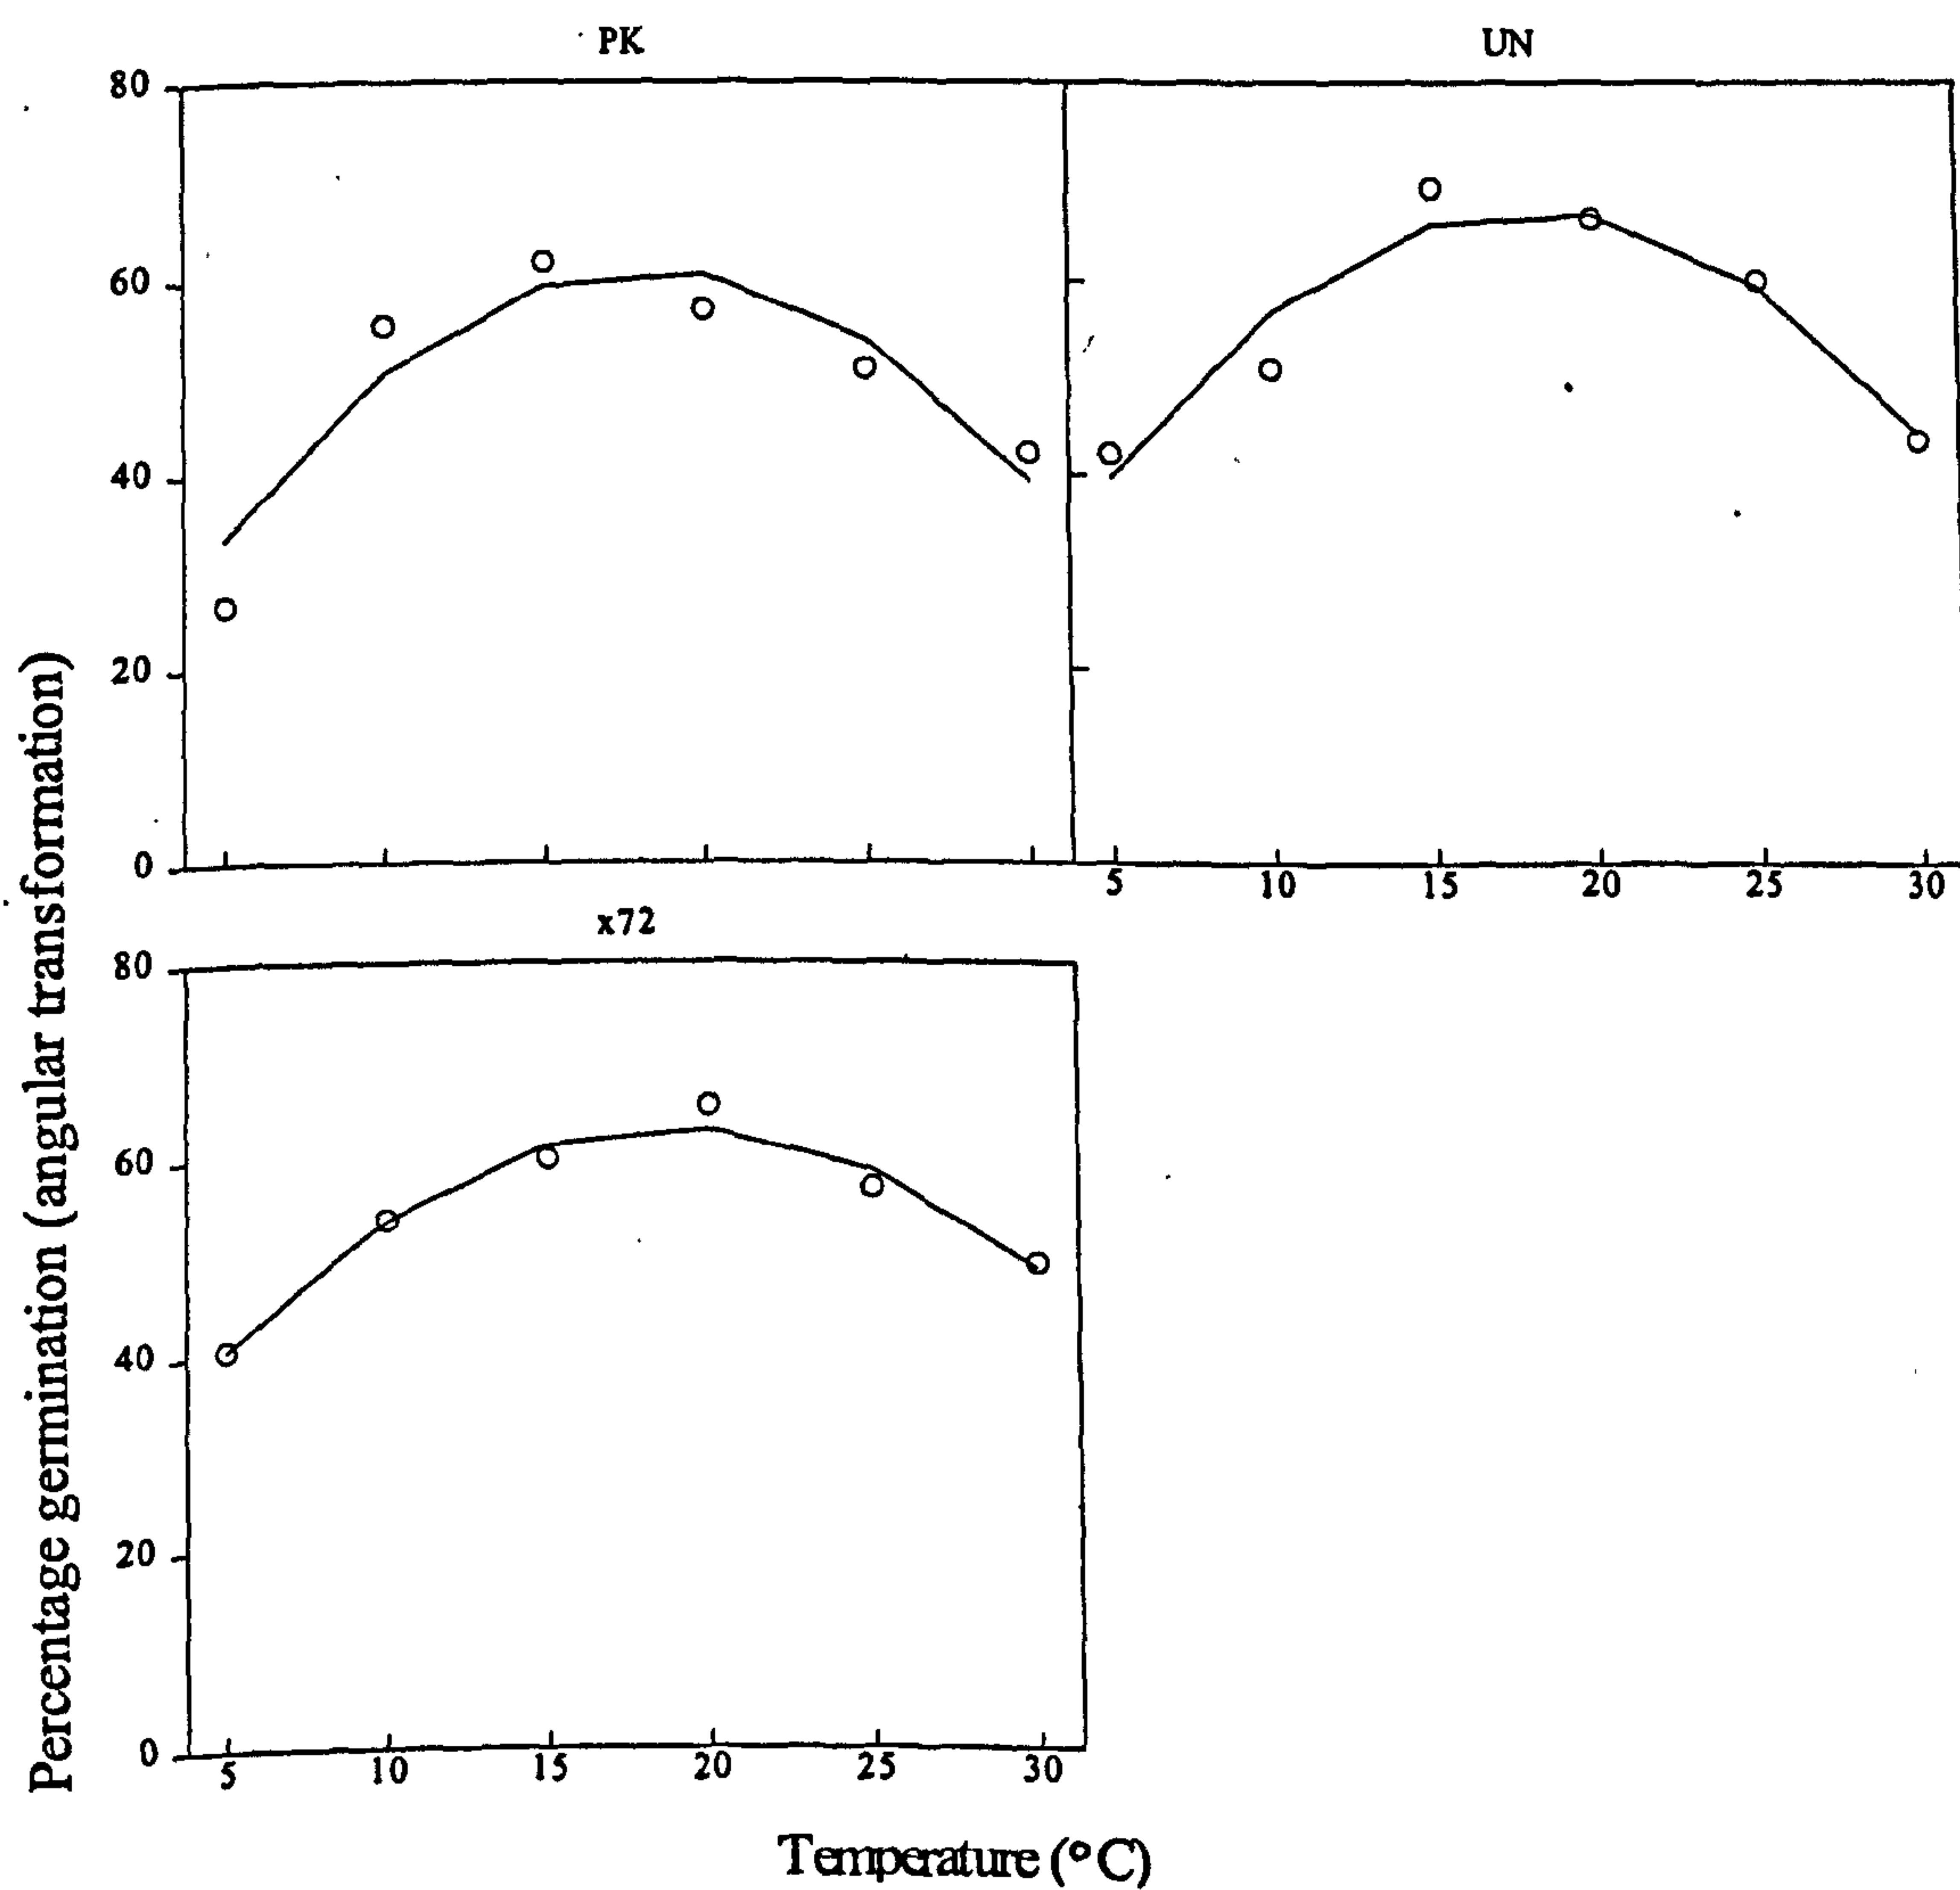 PK
UN
80
60
40
20
0
5 10 15 20 25 30
x72
80
60
40
20
0
5 10 15 20 25 30
Percentage germination (angular transformation)
Temperature (°C)